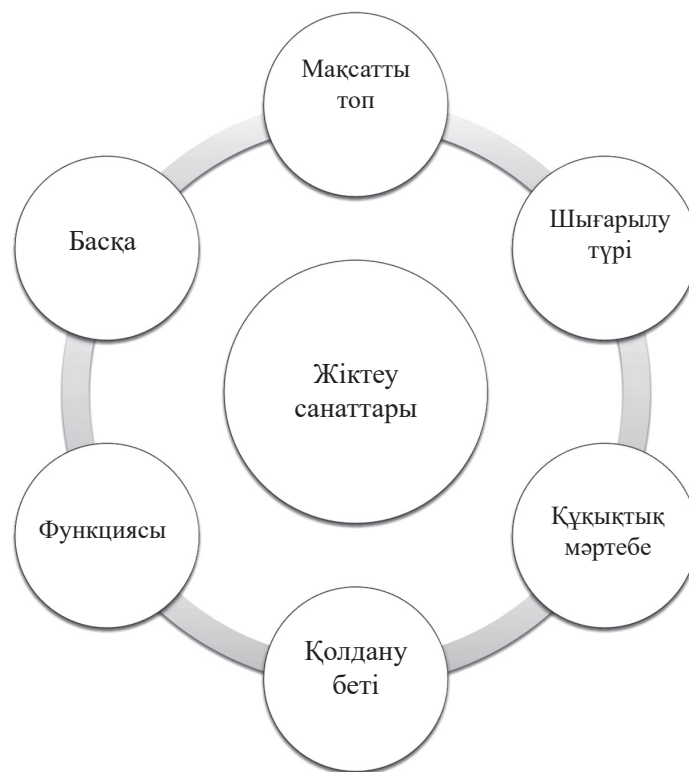 Мақсатты
топ
Шығарылу
түрі
Құқықтық
мәртебе
Қолдану
беті
Функциясы
Басқа
Жіктеу
санаттары